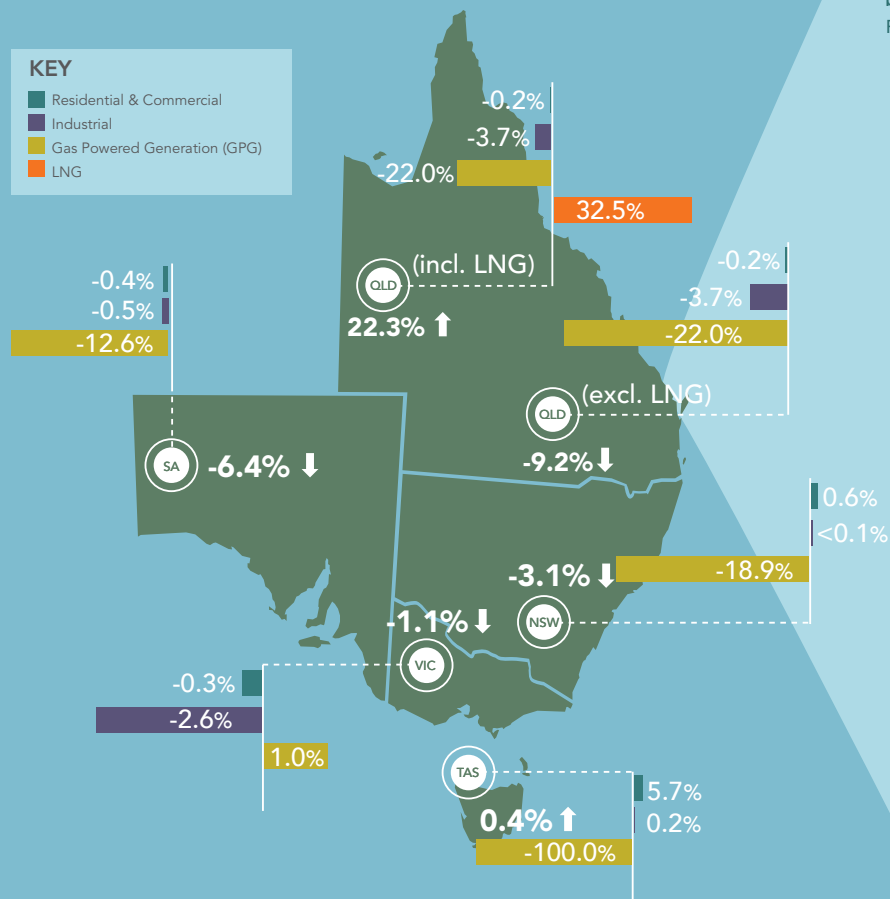 KEY
Residential & Commercial
Industrial
Gas Powered Generation (GPG)
LNG
-0.2%
-3.7%
-22.0%
32.5%
(incl. LNG)
QLD
22.3%
-0.2%
-3.7%
-22.0%
(excl. LNG)
QLD
-9.2%
-0.4%
-0.5%
-12.6%
SA
-6.4%
0.6%
<0.1%
-18.9%
-3.1%
NSW
-1.1%
VIC
-0.3%
-2.6%
1.0%
TAS
0.4%
5.7%
0.2%
-100.0%